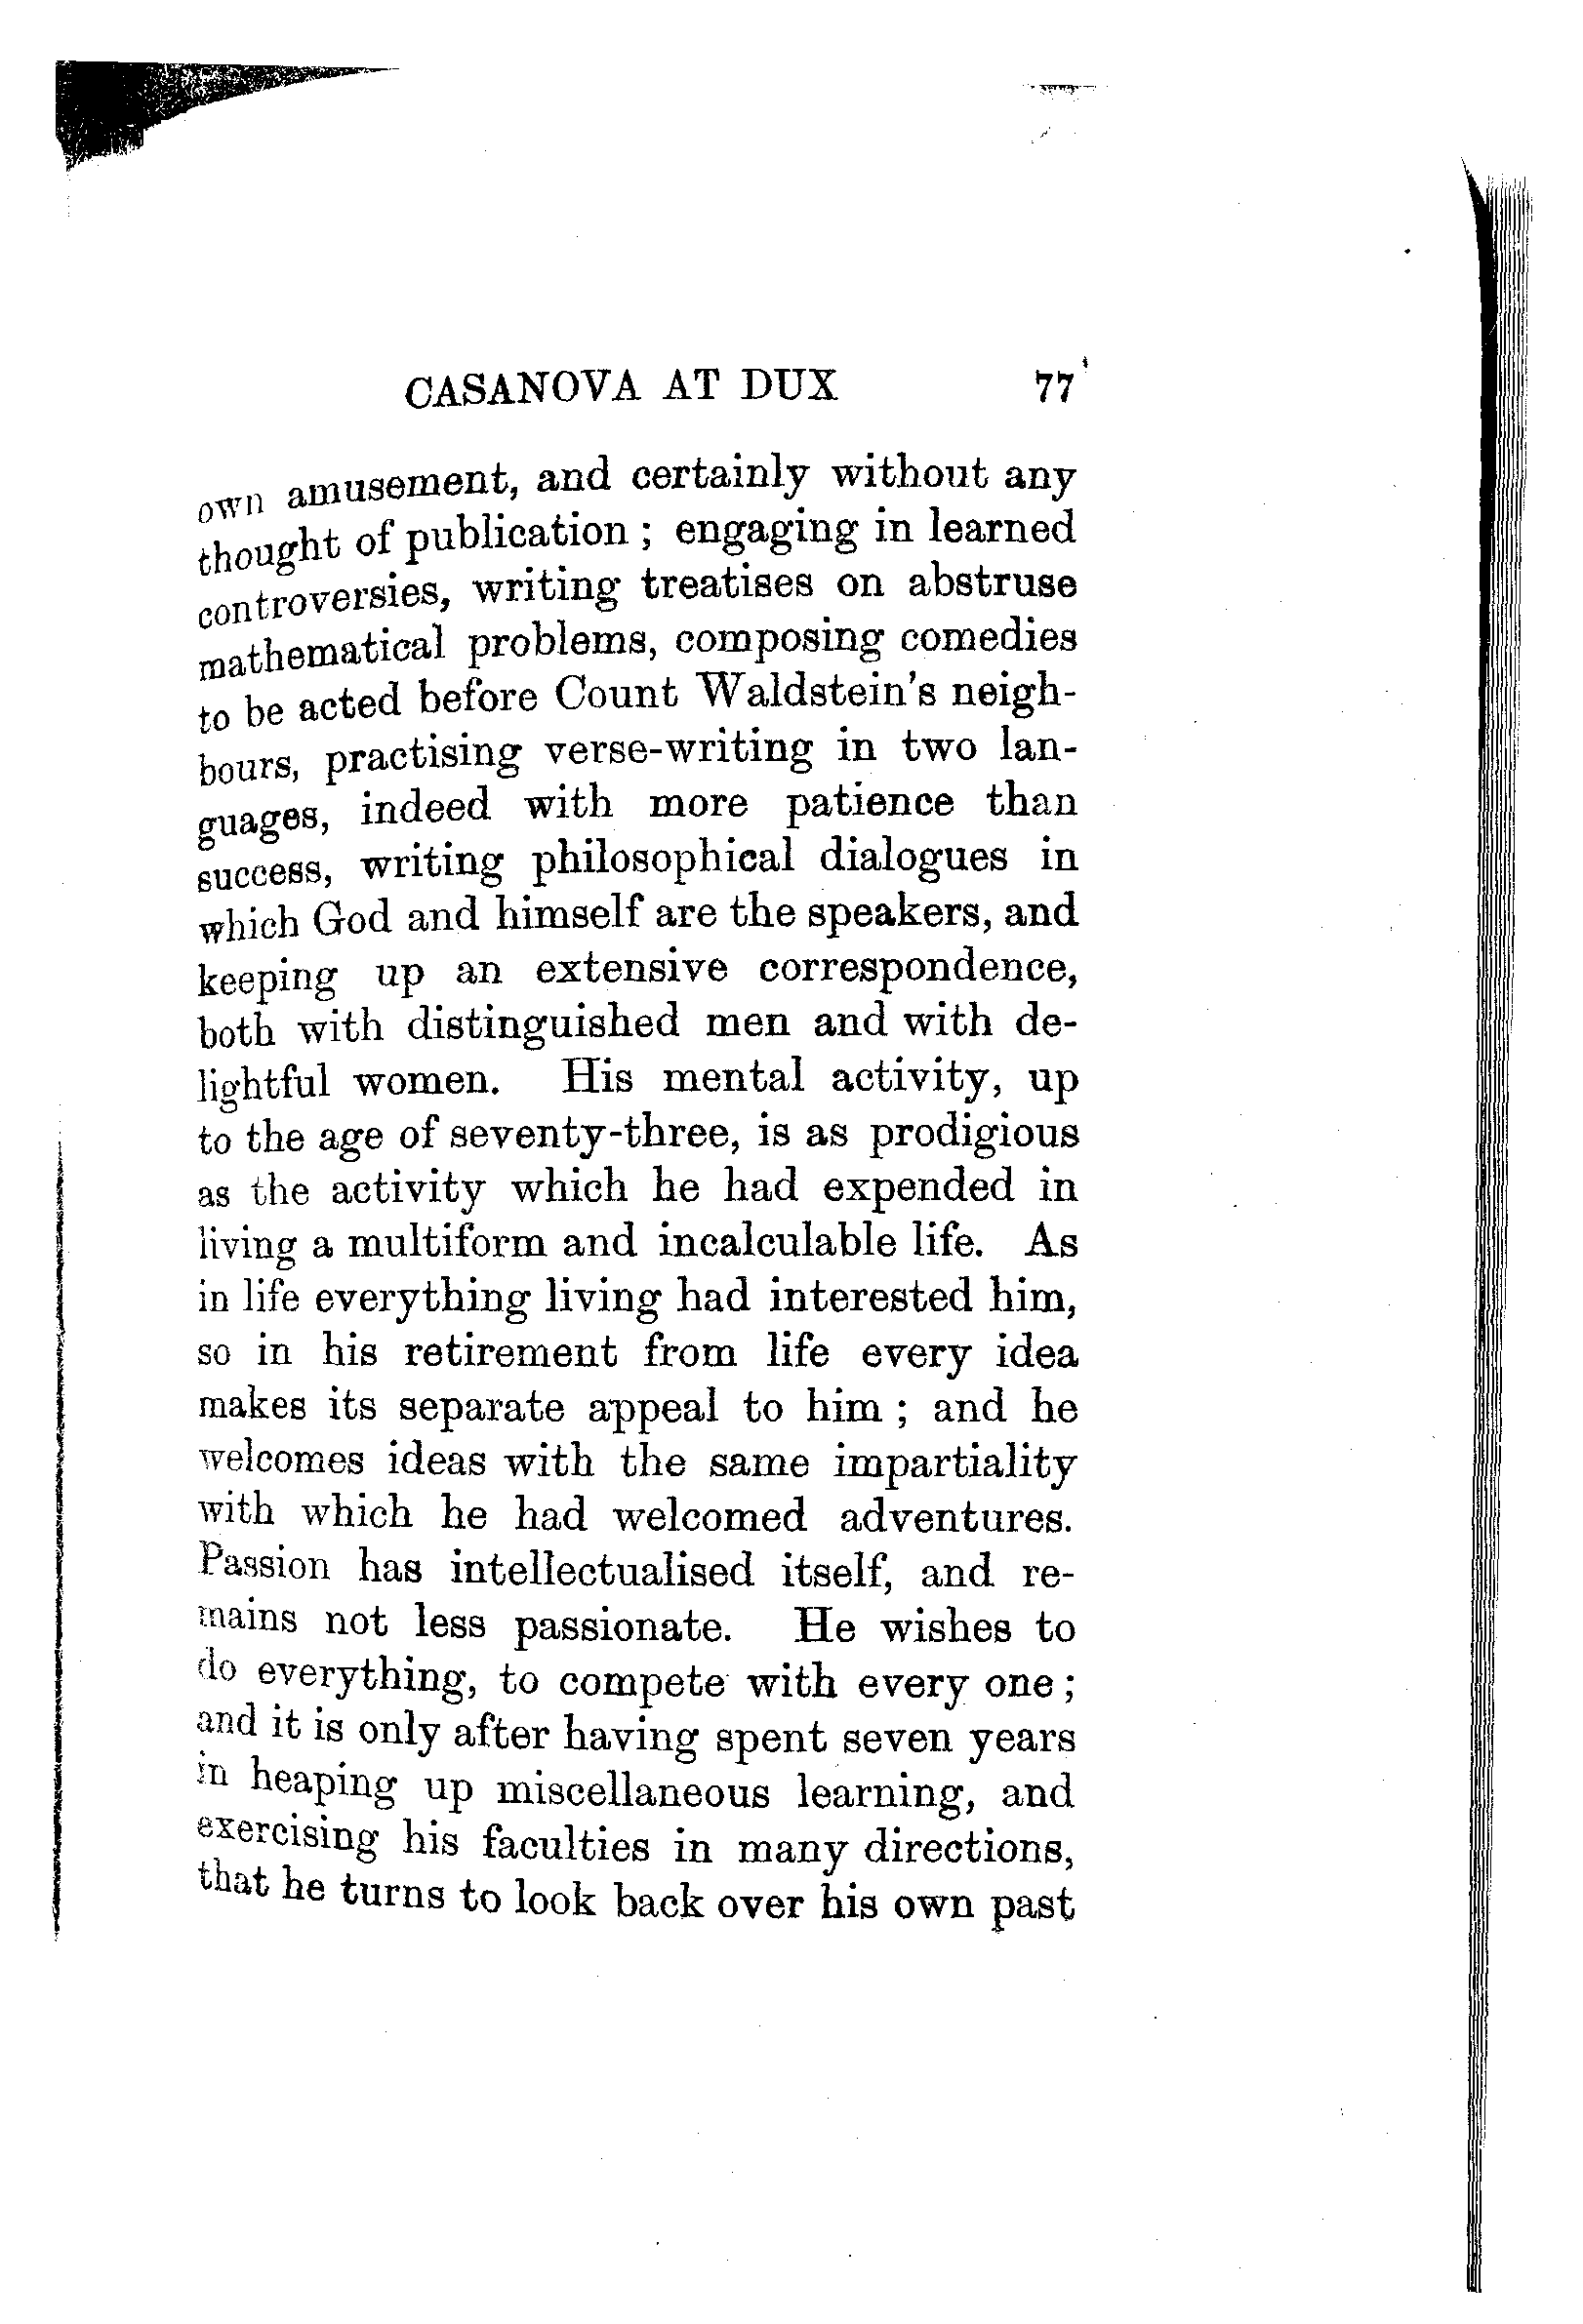 CASANOVA AT DUX 77
own amusement, and certainly without any
thought of publication ; engaging in learned
controversies, writing treatises on abstruse
mathematical problems, composing comedies
to be acted before Count Waldstein's neigh-
bours, practising verse-writing in two lan-
guages, indeed with more patience than
success, writing philosophical dialogues in
which God and himself are the speakers, and
keeping up an extensive correspondence,
both with distinguished men and with de-
lightful women. His mental activity, up
to the age of seventy-three, is as prodigious
as the activity which he had expended in
living a multiform and incalculable life. As
in life everything living had interested him,
so in his retirement from life every idea
makes its separate appeal to him ; and he
welcomes ideas with the same impartiality
with which he had welcomed adventures.
Passion has intellectualised itself, and re-
mains not less passionate. He wishes to
do everything, to compete with every one ;
and it is only after having spent seven years
in heaping up miscellaneous learning, and
exercising his faculties in many directions,
that he turns to look back over his own past